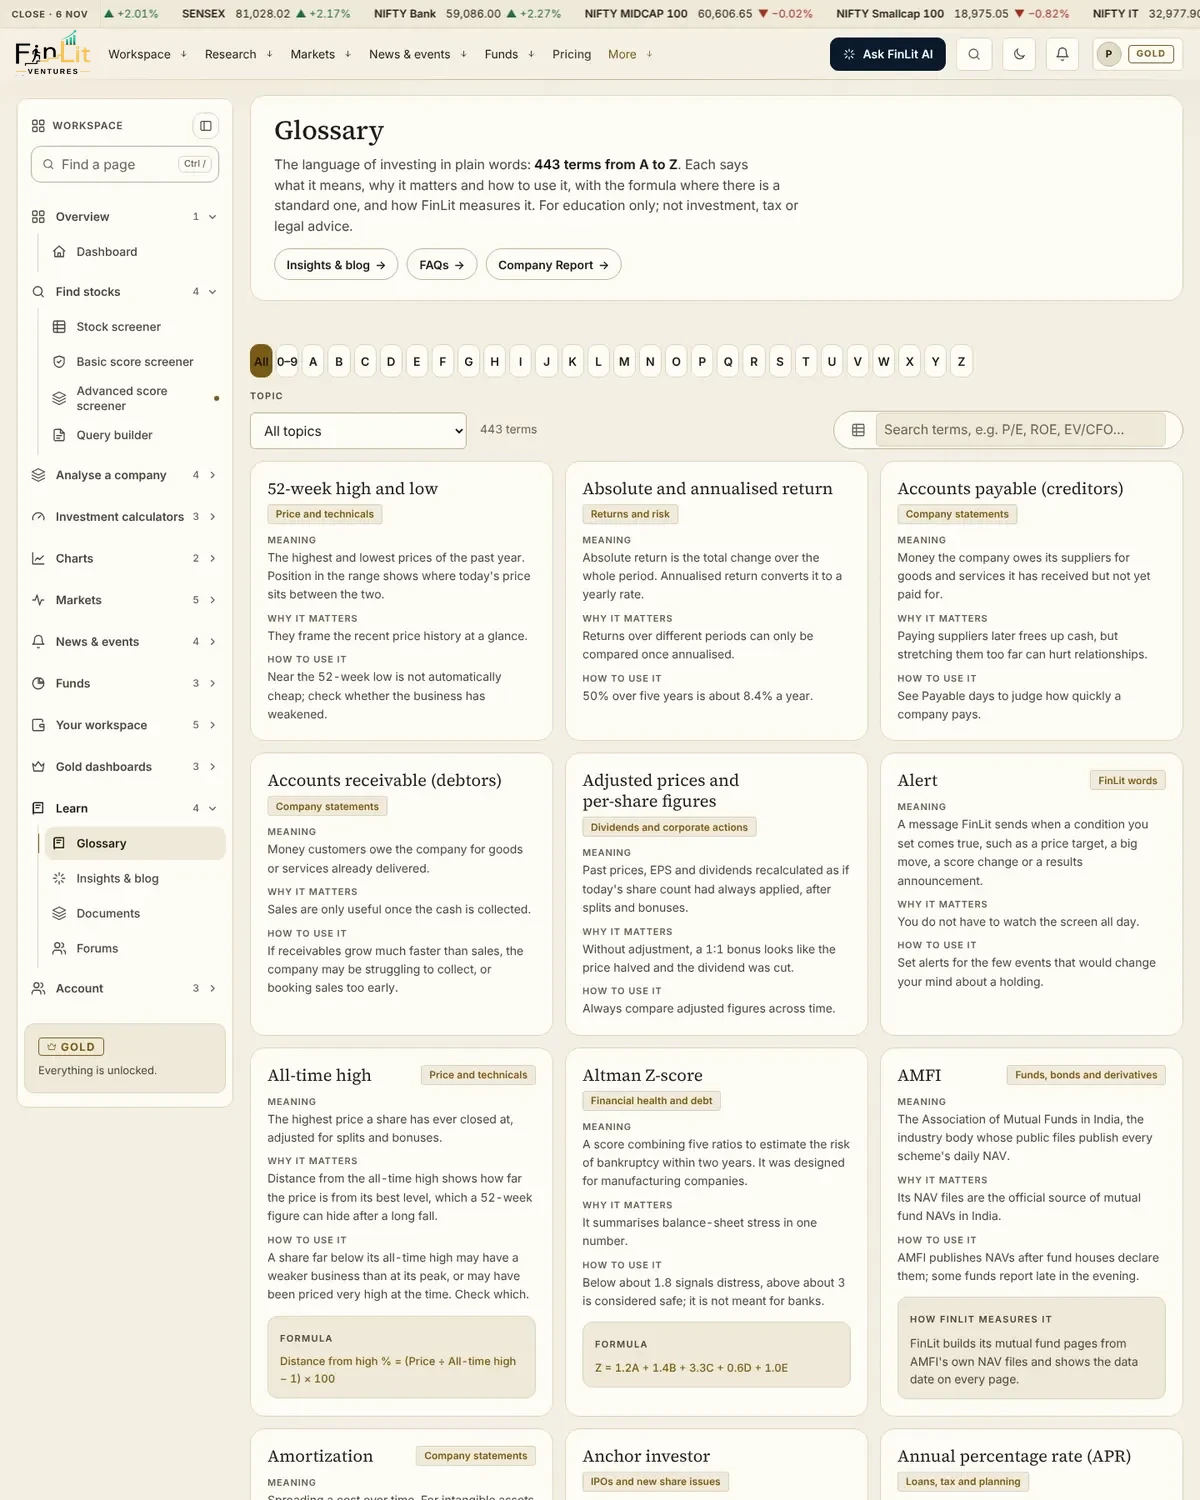 CLOSE · 6 NOV ▲ +2.01% SENSEX 81,028.02 ▲ +2.17% NIFTY Bank 59,086.00 ▲ +2.27% NIFTY MIDCAP 100 60,606.65 ▼ −0.02% NIFTY Smallcap 100 18,975.05 ▼ −0.82% NIFTY IT
FinLit
VENTURES
Workspace Research Markets News & events Funds Pricing More
Ask FinLit AI
P GOLD
WORKSPACE
Find a page Ctrl /
Overview 1
Dashboard
Find stocks 4
Stock screener
Basic score screener
Advanced score
screener
Query builder
Analyse a company 4
Investment calculators 3
Charts 2
Markets 5
News & events 4
Funds 3
Your workspace 5
Gold dashboards 3
Learn 4
Glossary
Insights & blog
Documents
Forums
Account 3
GOLD
Everything is unlocked.
Glossary
The language of investing in plain words: 443 terms from A to Z. Each says
what it means, why it matters and how to use it, with the formula where there is a
standard one, and how FinLit measures it. For education only; not investment, tax or
legal advice.
Insights & blog → FAQs → Company Report →
All 0–9 A B C D E F G H I J K L M N O P Q R S T U V W X Y Z
TOPIC
All topics 443 terms
Search terms, e.g. P/E, ROE, EV/CFO...
52-week high and low
Price and technicals
MEANING
The highest and lowest prices of the past year.
Position in the range shows where today's price
sits between the two.
WHY IT MATTERS
They frame the recent price history at a glance.
HOW TO USE IT
Near the 52-week low is not automatically
cheap; check whether the business has
weakened.
Absolute and annualised return
Returns and risk
MEANING
Absolute return is the total change over the
whole period. Annualised return converts it to a
yearly rate.
WHY IT MATTERS
Returns over different periods can only be
compared once annualised.
HOW TO USE IT
50% over five years is about 8.4% a year.
Accounts payable (creditors)
Company statements
MEANING
Money the company owes its suppliers for
goods and services it has received but not yet
paid for.
WHY IT MATTERS
Paying suppliers later frees up cash, but
stretching them too far can hurt relationships.
HOW TO USE IT
See Payable days to judge how quickly a
company pays.
Accounts receivable (debtors)
Company statements
MEANING
Money customers owe the company for goods
or services already delivered.
WHY IT MATTERS
Sales are only useful once the cash is collected.
HOW TO USE IT
If receivables grow much faster than sales, the
company may be struggling to collect, or
booking sales too early.
Adjusted prices and
per-share figures
Dividends and corporate actions
MEANING
Past prices, EPS and dividends recalculated as if
today's share count had always applied, after
splits and bonuses.
WHY IT MATTERS
Without adjustment, a 1:1 bonus looks like the
price halved and the dividend was cut.
HOW TO USE IT
Always compare adjusted figures across time.
Alert
FinLit words
MEANING
A message FinLit sends when a condition you
set comes true, such as a price target, a big
move, a score change or a results
announcement.
WHY IT MATTERS
You do not have to watch the screen all day.
HOW TO USE IT
Set alerts for the few events that would change
your mind about a holding.
All-time high
Price and technicals
MEANING
The highest price a share has ever closed at,
adjusted for splits and bonuses.
WHY IT MATTERS
Distance from the all-time high shows how far
the price is from its best level, which a 52-week
figure can hide after a long fall.
HOW TO USE IT
A share far below its all-time high may have a
weaker business than at its peak, or may have
been priced very high at the time. Check which.
FORMULA
Distance from high % = (Price ÷ All-time high
− 1) × 100
Altman Z-score
Financial health and debt
MEANING
A score combining five ratios to estimate the risk
of bankruptcy within two years. It was designed
for manufacturing companies.
WHY IT MATTERS
It summarises balance-sheet stress in one
number.
HOW TO USE IT
Below about 1.8 signals distress, above about 3
is considered safe; it is not meant for banks.
FORMULA
Z = 1.2A + 1.4B + 3.3C + 0.6D + 1.0E
AMFI
Funds, bonds and derivatives
MEANING
The Association of Mutual Funds in India, the
industry body whose public files publish every
scheme's daily NAV.
WHY IT MATTERS
Its NAV files are the official source of mutual
fund NAVs in India.
HOW TO USE IT
AMFI publishes NAVs after fund houses declare
them; some funds report late in the evening.
HOW FINLIT MEASURES IT
FinLit builds its mutual fund pages from
AMFI's own NAV files and shows the data
date on every page.
Amortization
Company statements
MEANING
Spreading a cost over time. For intangible assets
Anchor investor
IPOs and new share issues
Annual percentage rate (APR)
Loans, tax and planning